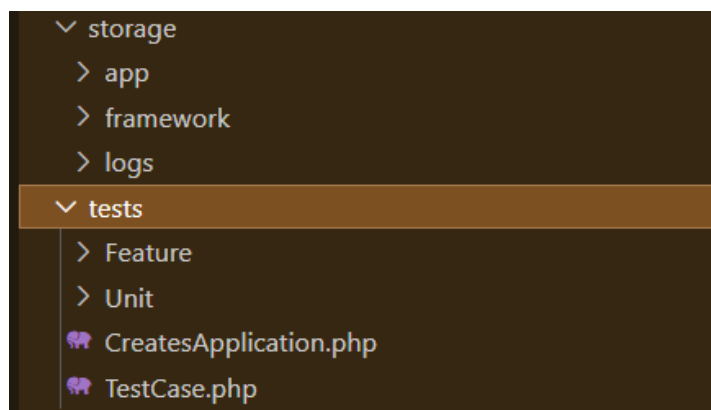 storage
app
framework
logs
tests
Feature
Unit
CreatesApplication.php
TestCase.php